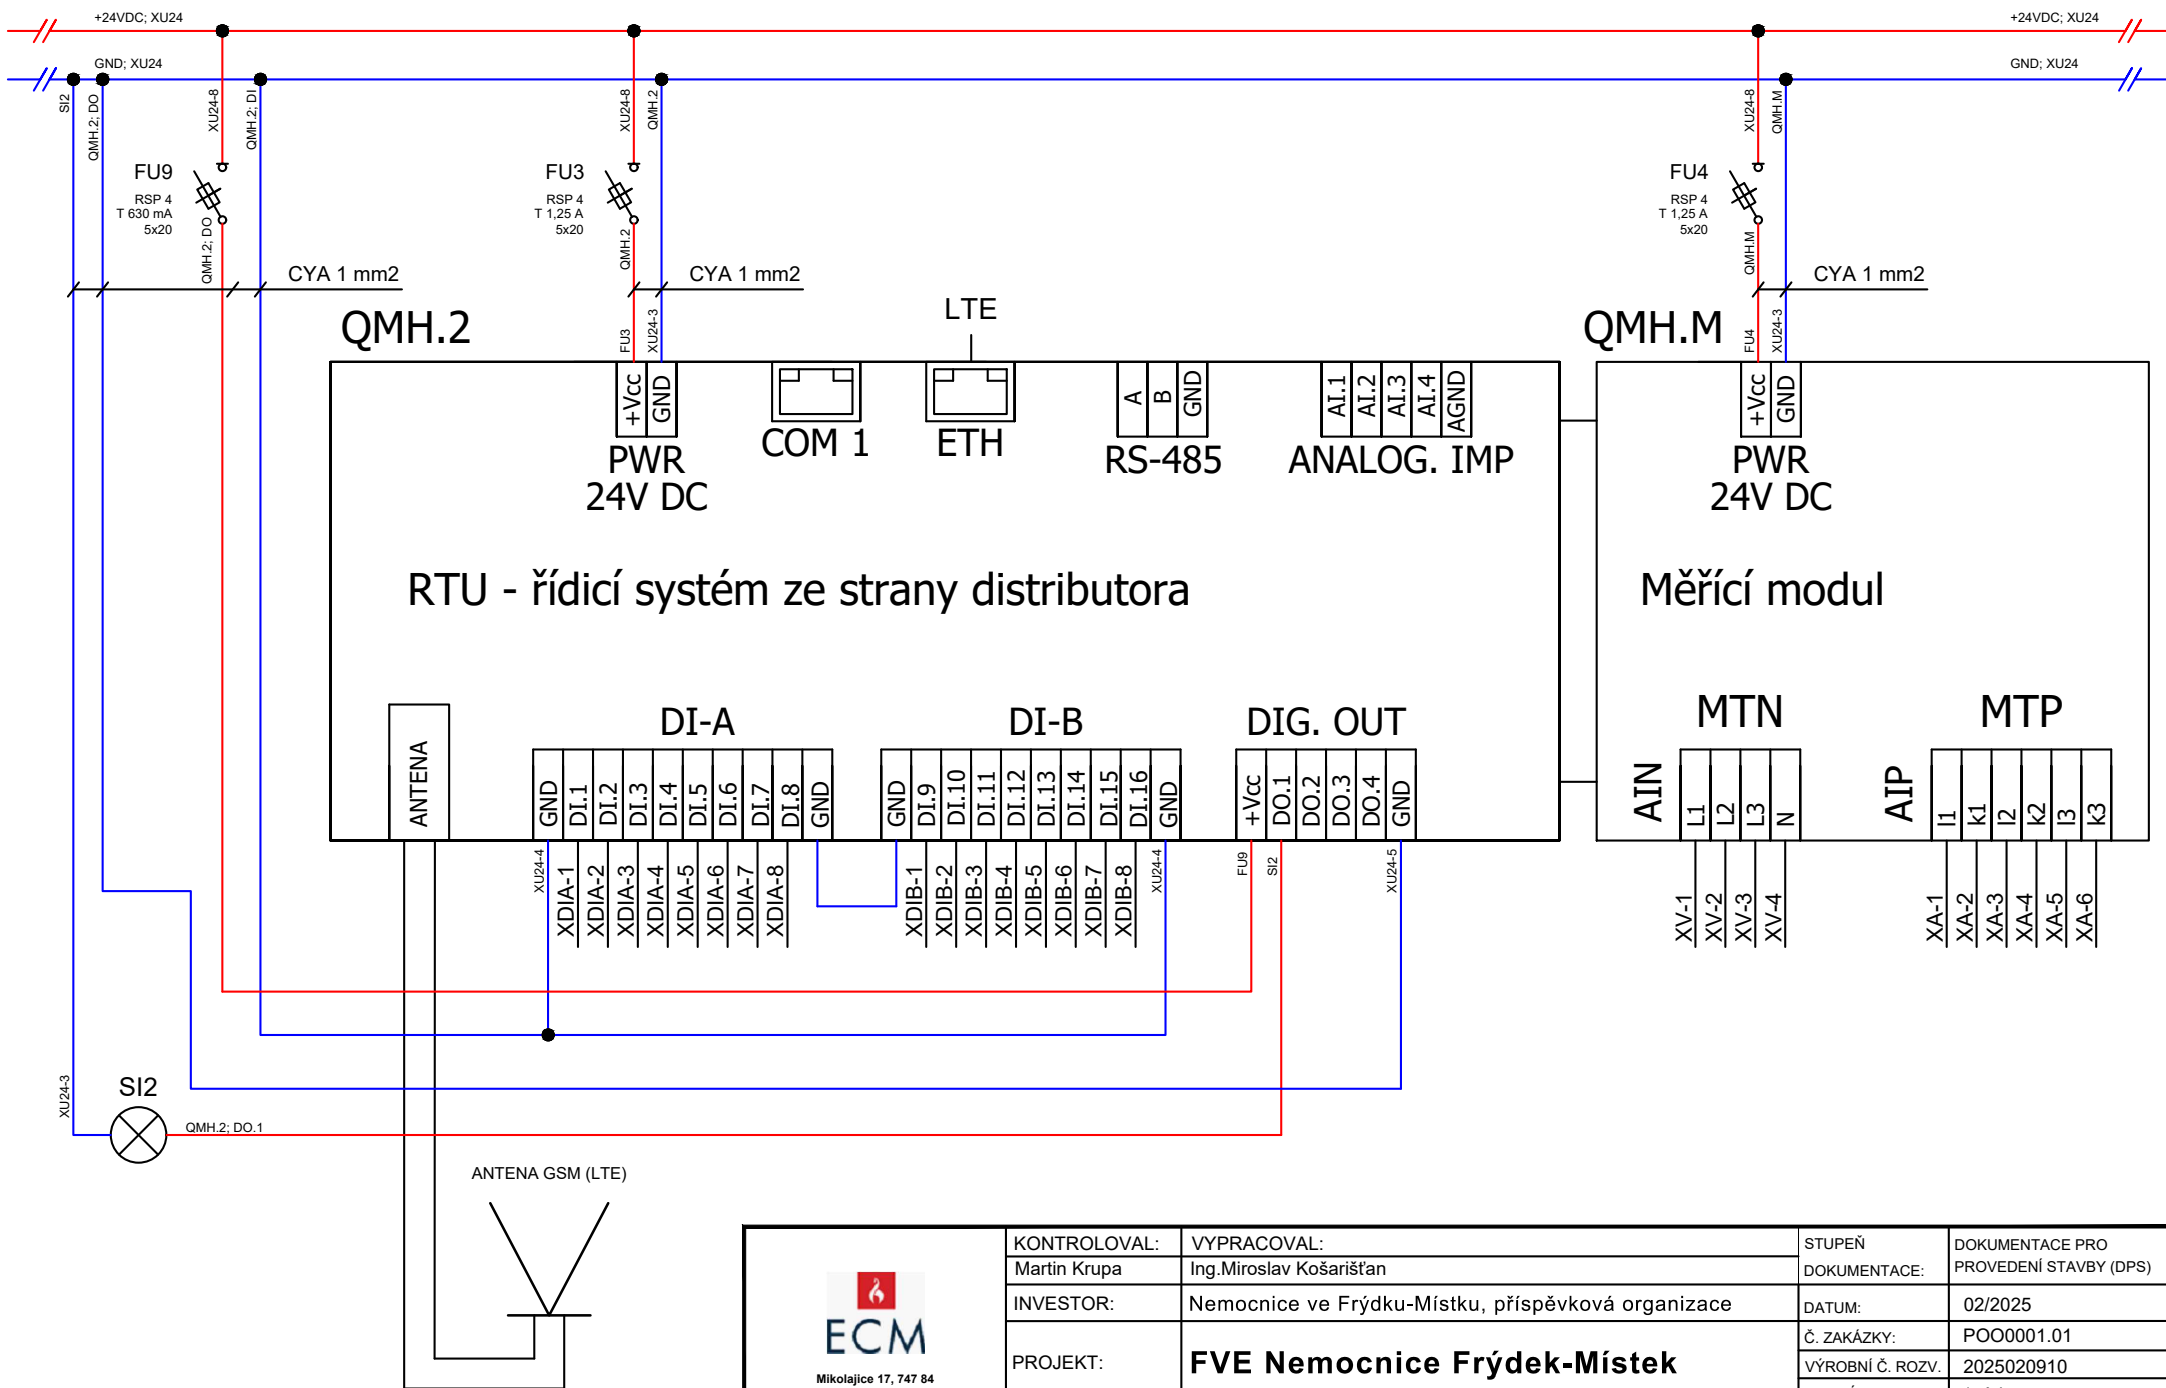 +24VDC; XU24
+24VDC; XU24
GND; XU24
GND; XU24
SI2
QMH.2; DO
XU24-8
QMH.2; DI
XU24-8
QMH.2
XU24-8
QMH.M
FU9
RSP 4
T 630 mA
5x20
QMH.2; DO
FU3
RSP 4
T 1,25 A
5x20
QMH.2
FU4
RSP 4
T 1,25 A
5x20
QMH.M
CYA 1 mm2
CYA 1 mm2
CYA 1 mm2
QMH.2
FU3
XU24-3
LTE
QMH.M
FU4
XU24-3
+Vcc
GND
PWR
24V DC
COM 1
ETH
A
B
GND
RS-485
AI.1
AI.2
AI.3
AI.4
AGND
ANALOG. IMP
+Vcc
GND
PWR
24V DC
RTU - řídicí systém ze strany distributora
Měřící modul
ANTENA
DI-A
GND
DI.1
DI.2
DI.3
DI.4
DI.5
DI.6
DI.7
DI.8
GND
DI-B
GND
DI.9
DI.10
DI.11
DI.12
DI.13
DI.14
DI.15
DI.16
GND
DIG. OUT
+Vcc
DO.1
DO.2
DO.3
DO.4
GND
MTN
AIN
L1
L2
L3
N
MTP
AIP
l1
k1
l2
k2
l3
k3
XU24-4
XDIA-1
XDIA-2
XDIA-3
XDIA-4
XDIA-5
XDIA-6
XDIA-7
XDIA-8
XDIB-1
XDIB-2
XDIB-3
XDIB-4
XDIB-5
XDIB-6
XDIB-7
XDIB-8
XU24-4
FU9
SI2
XU24-5
XV-1
XV-2
XV-3
XV-4
XA-1
XA-2
XA-3
XA-4
XA-5
XA-6
XU24-3
SI2
QMH.2; DO.1
ANTENA GSM (LTE)
ECM
Mikolajice 17, 747 84
KONTROLOVAL:
VYPRACOVAL:
Martin Krupa
Ing.Miroslav Košarišťan
INVESTOR:
Nemocnice ve Frýdku-Místku, příspěvková organizace
PROJEKT:
FVE Nemocnice Frýdek-Místek
STUPEŇ
DOKUMENTACE:
DOKUMENTACE PRO
PROVEDENÍ STAVBY (DPS)
DATUM:
02/2025
Č. ZAKÁZKY:
POO0001.01
VÝROBNÍ Č. ROZV.
2025020910